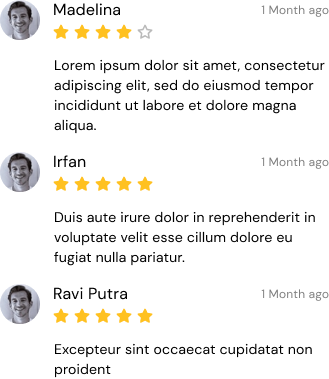 Madelina
1 Month ago
Lorem ipsum dolor sit amet, consectetur
adipiscing elit, sed do eiusmod tempor
incididunt ut labore et dolore magna
aliqua.
Irfan
1 Month ago
Duis aute irure dolor in reprehenderit in
voluptate velit esse cillum dolore eu
fugiat nulla pariatur.
Ravi Putra
1 Month ago
Excepteur sint occaecat cupidatat non
proident